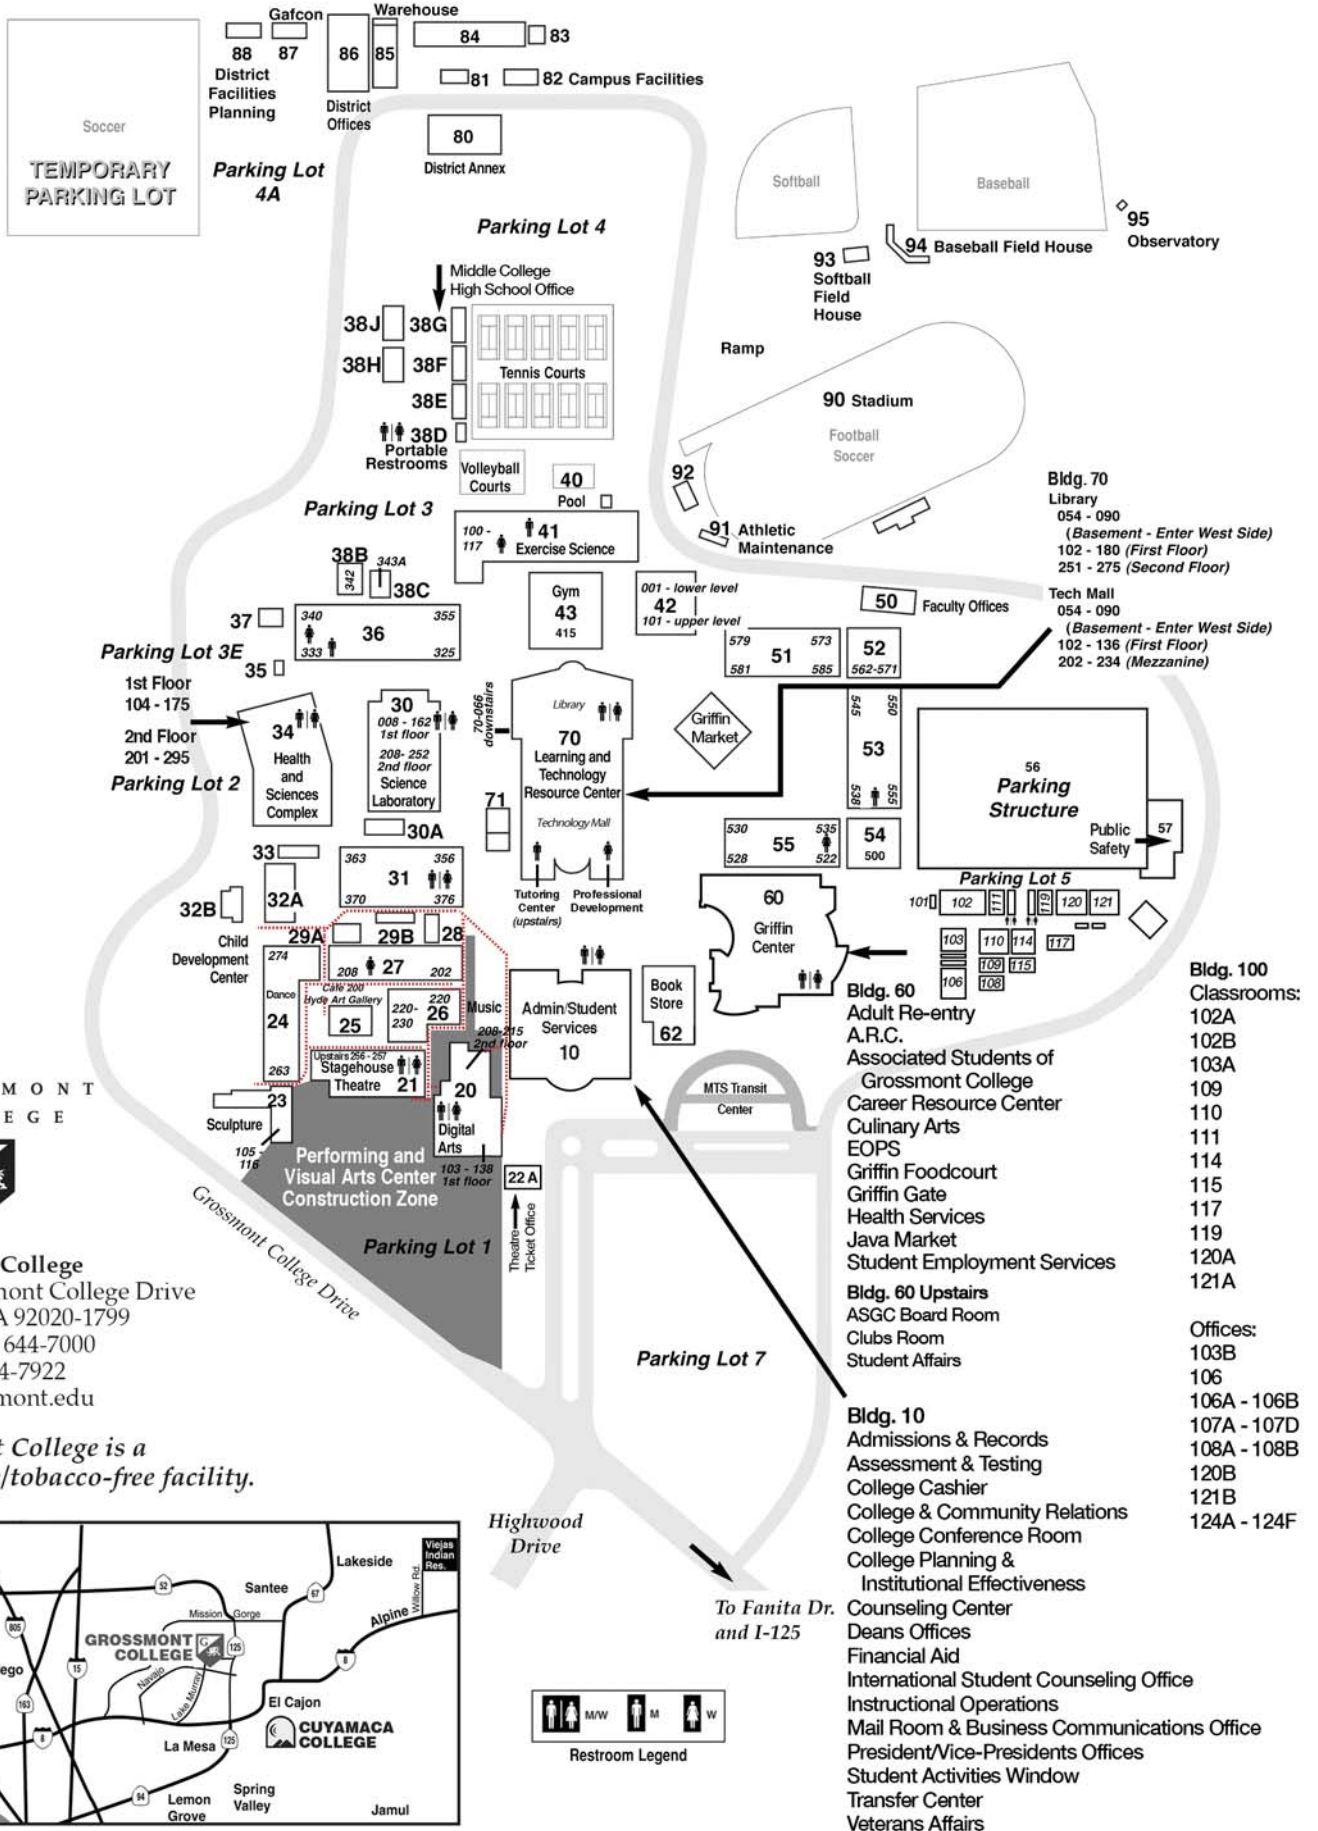 Gafcon
Warehouse
88
87
86
85
84
83
District
Facilities
Planning
District
Offices
81
82 Campus Facilities
80
District Annex
Soccer
TEMPORARY
PARKING LOT
Parking Lot
4A
Parking Lot 4
Softball
Baseball
95
Observatory
94 Baseball Field House
93
Softball
Field
House
Middle College
High School Office
38J
38G
38H
38F
38E
38D
Portable
Restrooms
Tennis Courts
Ramp
90 Stadium
Football
Soccer
92
91 Athletic
Maintenance
Volleyball
Courts
40
Pool
Parking Lot 3
100 -
117
41
Exercise Science
38B
342
343A
38C
37
340
355
36
333
325
Parking Lot 3E
35
Gym
43
415
001 - lower level
42
101 - upper level
50 Faculty Offices
579
573
51
581
585
52
562-571
Bldg. 70
Library
054 - 090
(Basement - Enter West Side)
102 - 180 (First Floor)
251 - 275 (Second Floor)
Tech Mall
054 - 090
(Basement - Enter West Side)
102 - 136 (First Floor)
202 - 234 (Mezzanine)
1st Floor
104 - 175
2nd Floor
201 - 295
Parking Lot 2
34
Health
and
Sciences
Complex
30
008 - 162
1st floor
208- 252
2nd floor
Science
Laboratory
30A
70-066
downstairs
Library
70
Learning and
Technology
Resource Center
Technology Mall
71
Tutoring
Center
(upstairs)
Professional
Development
Griffin
Market
545
550
53
538
555
56
Parking
Structure
Public
Safety
57
530
535
55
528
522
54
500
Parking Lot 5
101
102
111
119
120
121
103
110
114
117
109
115
106
108
33
32A
32B
363
356
31
370
376
Child
Development
Center
29A
29B
28
274
Dance
24
263
208
27
202
Cafe 200
Hyde Art Gallery
25
220-
230
220
26
Music
208-215
2nd floor
Upstairs 256 - 257
Stagehouse
Theatre
21
20
Digital
Arts
103 - 138
1st floor
23
Sculpture
105 -
116
Performing and
Visual Arts Center
Construction Zone
Parking Lot 1
22 A
Theatre
Ticket Office
Admin/Student
Services
10
Book
Store
62
60
Griffin
Center
MTS Transit
Center
Grossmont College Drive
Parking Lot 7
Highwood
Drive
To Fanita Dr.
and I-125
Bldg. 60
Adult Re-entry
A.R.C.
Associated Students of
Grossmont College
Career Resource Center
Culinary Arts
EOPS
Griffin Foodcourt
Griffin Gate
Health Services
Java Market
Student Employment Services
Bldg. 60 Upstairs
ASGC Board Room
Clubs Room
Student Affairs
Bldg. 10
Admissions & Records
Assessment & Testing
College Cashier
College & Community Relations
College Conference Room
College Planning &
Institutional Effectiveness
Counseling Center
Deans Offices
Financial Aid
International Student Counseling Office
Instructional Operations
Mail Room & Business Communications Office
President/Vice-Presidents Offices
Student Activities Window
Transfer Center
Veterans Affairs
Bldg. 100
Classrooms:
102A
102B
103A
109
110
111
114
115
117
119
120A
121A
Offices:
103B
106
106A - 106B
107A - 107D
108A - 108B
120B
121B
124A - 124F
M O N T
E G E
College
mont College Drive
A 92020-1799
644-7000
4-7922
mont.edu
t College is a
/tobacco-free facility.
Viejas
Indian
Res.
Willow Rd.
Lakeside
Santee
52
67
Mission Gorge
Alpine
GROSSMONT
COLLEGE
G
125
805
ego
15
Navajo
Lake Murray
8
163
El Cajon
CUYAMACA
COLLEGE
8
La Mesa
125
94
Lemon
Grove
Spring
Valley
Jamul
M/W
M
W
Restroom Legend